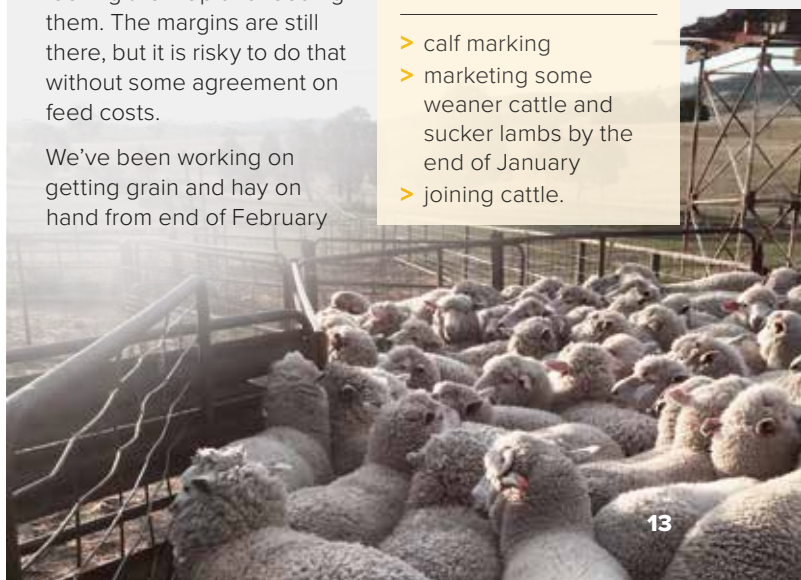 them. The margins are still
there, but it is risky to do that
without some agreement on
feed costs.
We’ve been working on
getting grain and hay on
hand from end of February
> calf marking
> marketing some
weaner cattle and
sucker lambs by the
end of January
> joining cattle.
13